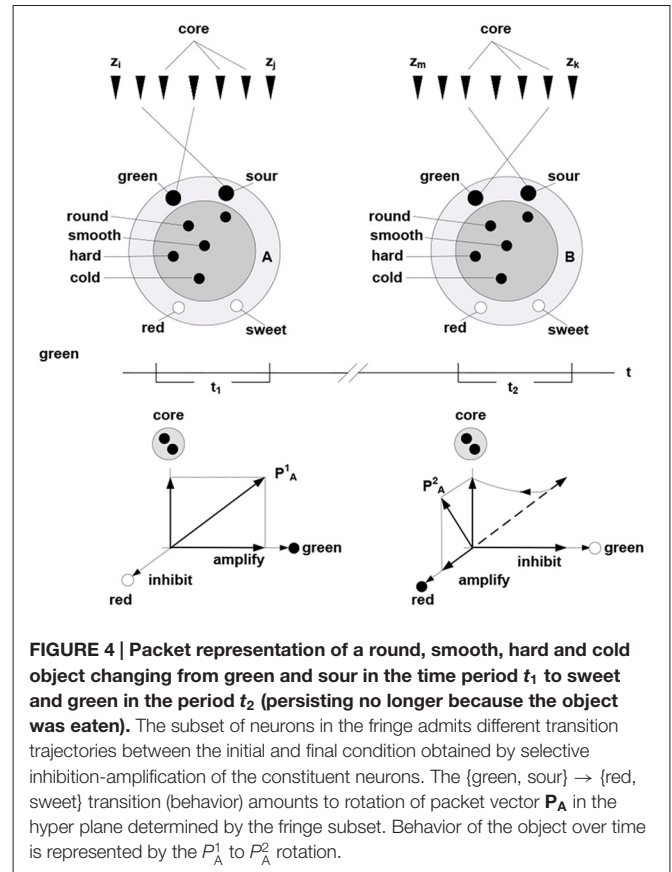 core
core
zi
zj
zm
zk
green
sour
green
sour
round
smooth
hard
cold
A
round
smooth
hard
cold
B
red
sweet
red
sweet
green
t1
t2
t
core
core
P1A
P2A
green
amplify
inhibit
red
green
inhibit
amplify
red
FIGURE 4 | Packet representation of a round, smooth, hard and cold
object changing from green and sour in the time period t1 to sweet
and green in the period t2 (persisting no longer because the object
was eaten). The subset of neurons in the fringe admits different transition
trajectories between the initial and final condition obtained by selective
inhibition-amplification of the constituent neurons. The {green, sour} → {red,
sweet} transition (behavior) amounts to rotation of packet vector PA in the
hyper plane determined by the fringe subset. Behavior of the object over time
is represented by the P1A to P2A rotation.